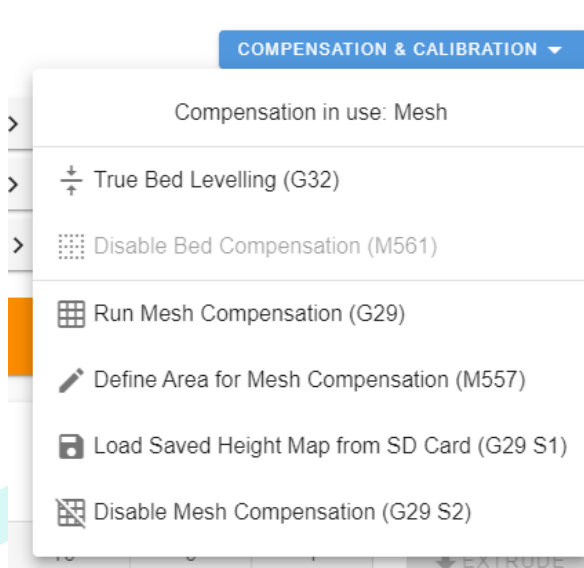 COMPENSATION & CALIBRATION
Compensation in use: Mesh
True Bed Levelling (G32)
Disable Bed Compensation (M561)
Run Mesh Compensation (G29)
Define Area for Mesh Compensation (M557)
Load Saved Height Map from SD Card (G29 S1)
Disable Mesh Compensation (G29 S2)
EXTRUDE